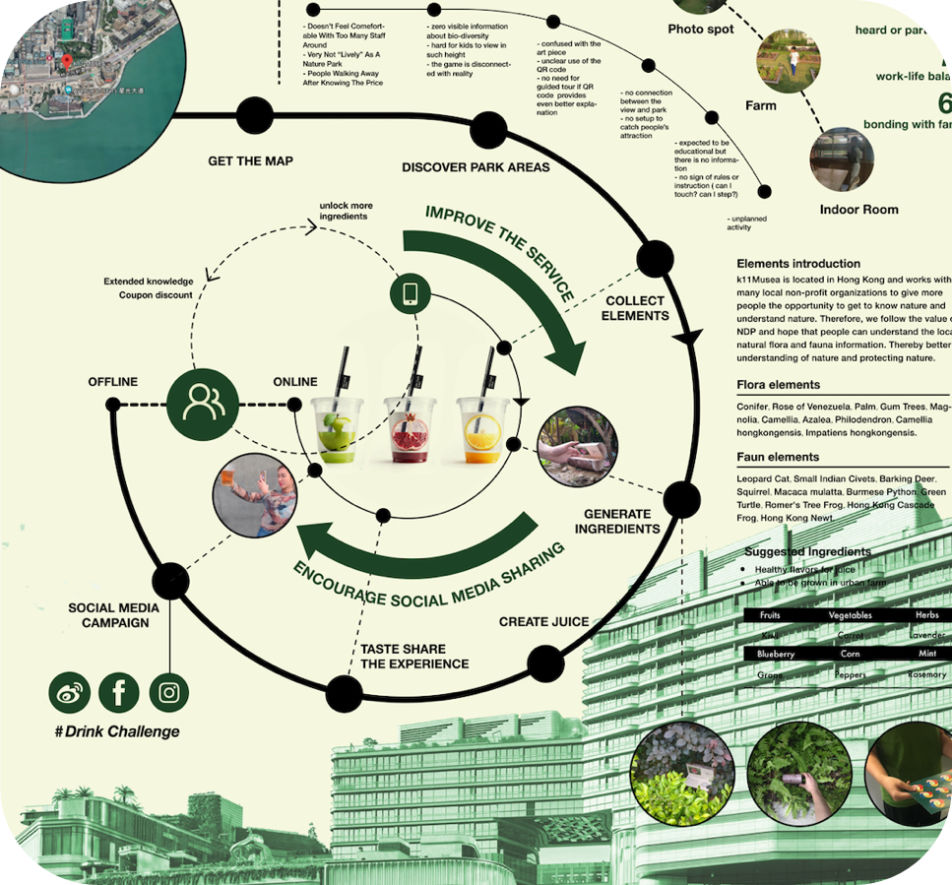 - Doesn't Feel Comfort-
able With Too Many Staff
Around
- Very Not "Lively" As A
Nature Park
- People Walking Away
After Knowing The Price
- zero visible information
about bio-diversity
- hard for kids to view in
such height
- the game is disconnect-
ed with reality
- confused with the
art piece
- unclear use of the
QR code
- no need for
guided tour if QR
code provides
even better expla-
nation
- no connection
between the
view and park
- no setup to
catch people's
attraction
- expected to be
educational but
there is no informa-
tion
- no sign of rules or
instruction ( can I
touch? can I step?)
- unplanned
activity
Photo spot
Farm
Indoor Room
heard or par
work-life bala
6
bonding with far
GET THE MAP
DISCOVER PARK AREAS
COLLECT
ELEMENTS
GENERATE
INGREDIENTS
CREATE JUICE
TASTE SHARE
THE EXPERIENCE
SOCIAL MEDIA
CAMPAIGN
#Drink Challenge
OFFLINE
ONLINE
unlock more
ingredients
Extended knowledge
Coupon discount
IMPROVE THE SERVICE
ENCOURAGE SOCIAL MEDIA SHARING
Elements introduction
k11Musea is located in Hong Kong and works with
many local non-profit organizations to give more
people the opportunity to get to know nature and
understand nature. Therefore, we follow the value o
NDP and hope that people can understand the loca
natural flora and fauna information. Thereby better
understanding of nature and protecting nature.
Flora elements
Conifer, Rose of Venezuela, Palm, Gum Trees, Mag-
nolia, Camellia, Azalea, Philodendron, Camellia
hongkongensis, Impatiens hongkongensis.
Faun elements
Leopard Cat, Small Indian Civets, Barking Deer,
Squirrel, Macaca mulatta, Burmese Python, Green
Turtle, Romer's Tree Frog, Hong Kong Cascade
Frog, Hong Kong Newt.
Suggested Ingredients
• Healthy flavors for juice
• Able to be grown in urban farm
Fruits Vegetables Herbs
Kiwi Carrot Lavender
Blueberry Corn Mint
Grape Peppers Rosemary